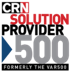 CRN
SOLUTION
PROVIDER
500
FORMERLY THE VAR500